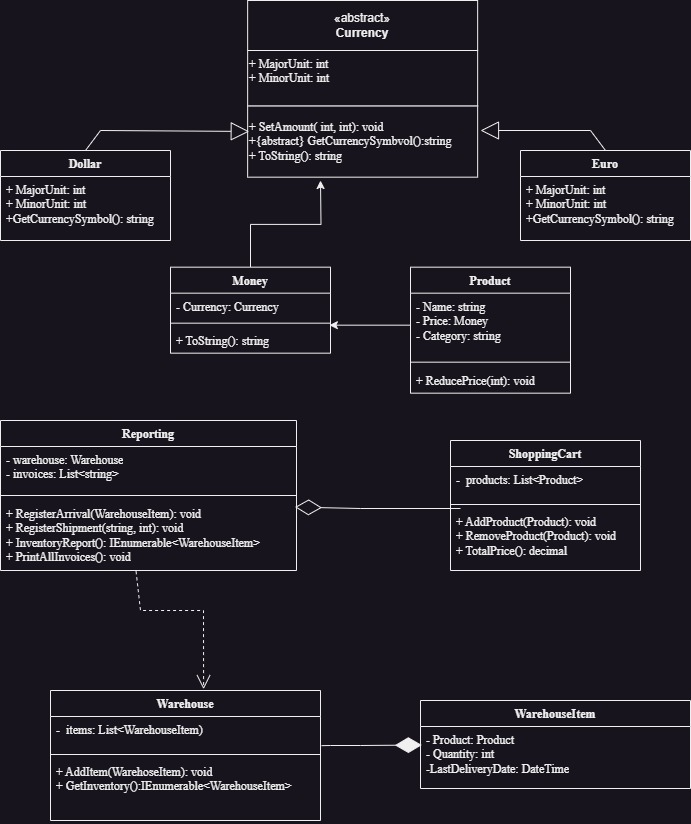 «abstract»
Currency
+ MajorUnit: int
+ MinorUnit: int
+ SetAmount( int, int): void
+{abstract} GetCurrencySymbvol():string
+ ToString(): string
Dollar
+ MajorUnit: int
+ MinorUnit: int
+GetCurrencySymbol(): string
Euro
+ MajorUnit: int
+ MinorUnit: int
+GetCurrencySymbol(): string
Money
- Currency: Currency
+ ToString(): string
Product
- Name: string
- Price: Money
- Category: string
+ ReducePrice(int): void
Reporting
- warehouse: Warehouse
- invoices: List<string>
+ RegisterArrival(WarehouseItem): void
+ RegisterShipment(string, int): void
+ InventoryReport(): IEnumerable<WarehouseItem>
+ PrintAllInvoices(): void
ShoppingCart
- products: List<Product>
+ AddProduct(Product): void
+ RemoveProduct(Product): void
+ TotalPrice(): decimal
Warehouse
- items: List<WarehouseItem)
+ AddItem(WarehoseItem): void
+ GetInventory():IEnumerable<WarehouseItem>
WarehouseItem
- Product: Product
- Quantity: int
-LastDeliveryDate: DateTime